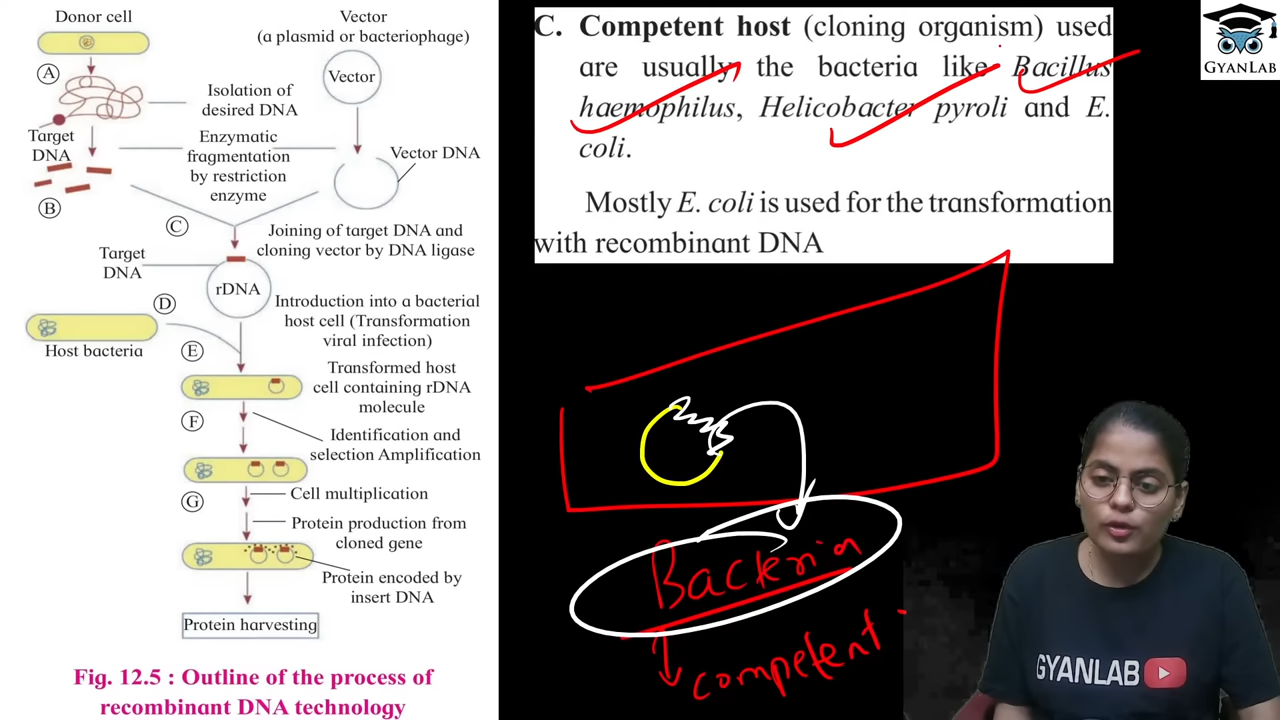 Donor cell
Vector
(a plasmid or bacteriophage)
A
Vector
Isolation of
desired DNA
Target
DNA
Enzymatic
fragmentation
by restriction
enzyme
Vector DNA
B
C
Joining of target DNA and
cloning vector by DNA ligase
Target
DNA
rDNA
D
Introduction into a bacterial
host cell (Transformation
viral infection)
Host bacteria
E
Transformed host
cell containing rDNA
molecule
F
Identification and
selection Amplification
G
Cell multiplication
Protein production from
cloned gene
Protein encoded by
insert DNA
Protein harvesting
Fig. 12.5 : Outline of the process of
recombinant DNA technology
C. Competent host (cloning organism) used
are usually the bacteria like Bacillus
haemophilus, Helicobacter pyroli and E.
coli.
Mostly E. coli is used for the transformation
with recombinant DNA
Bacteria
competent
GYANLAB
GYANLAB